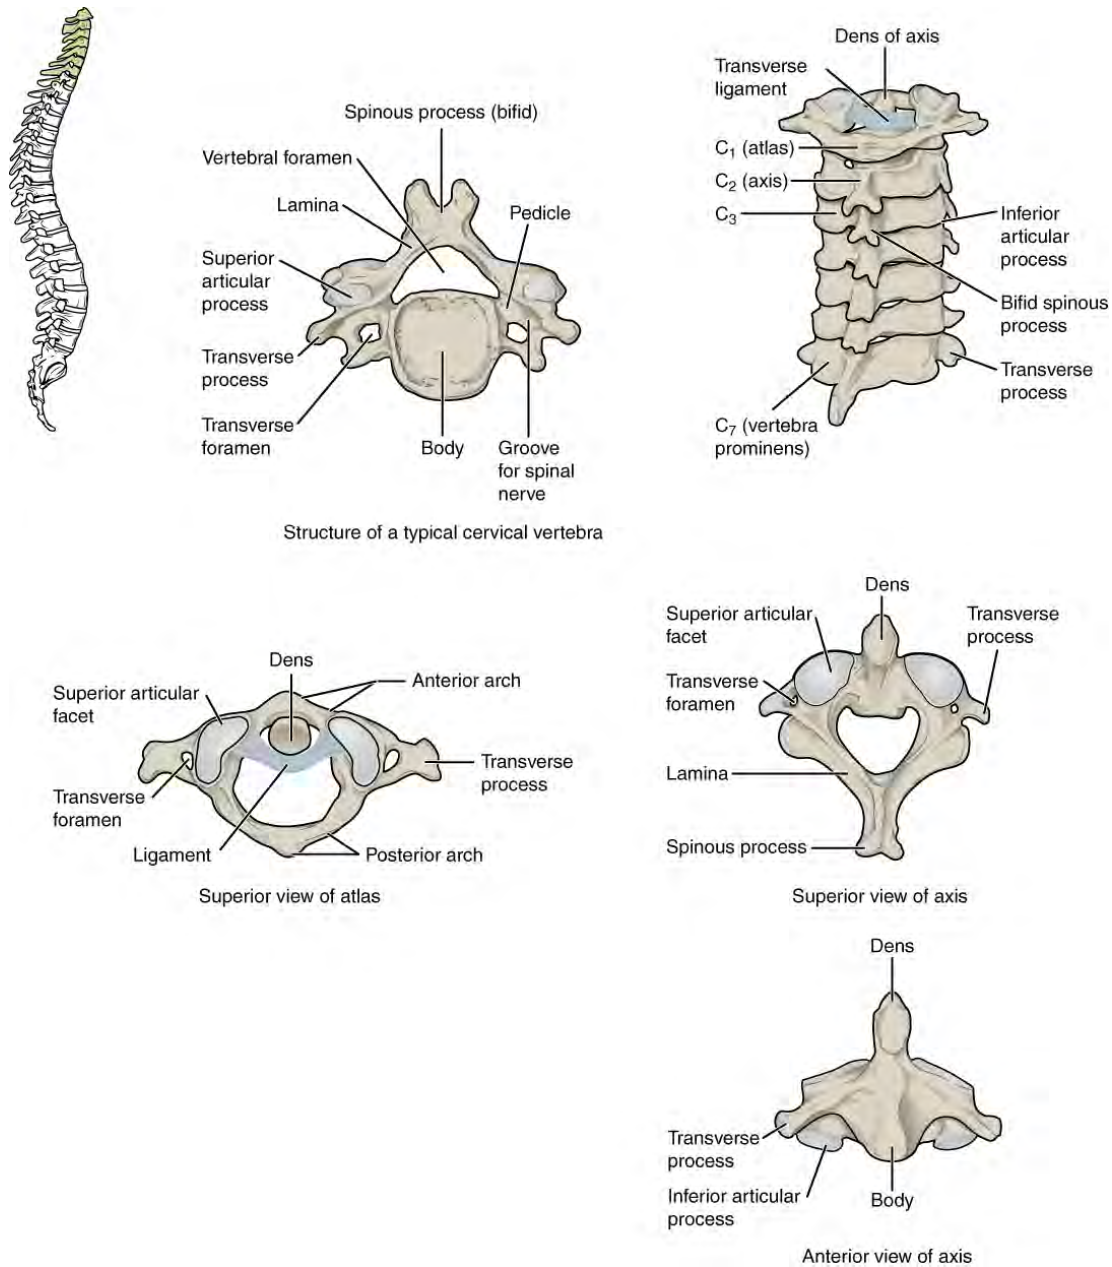 Spinous process (bifid)
Vertebral foramen
Lamina
Pedicle
Superior
articular
process
Transverse
process
Transverse
foramen
Body
Groove
for spinal
nerve
Structure of a typical cervical vertebra
Dens of axis
Transverse
ligament
C₁ (atlas)
C₂ (axis)
C₃
Inferior
articular
process
Bifid spinous
process
Transverse
process
C₇ (vertebra
prominens)
Dens
Superior articular
facet
Anterior arch
Transverse
process
Transverse
foramen
Ligament
Posterior arch
Superior view of atlas
Dens
Superior articular
facet
Transverse
process
Transverse
foramen
Lamina
Spinous process
Superior view of axis
Dens
Transverse
process
Inferior articular
process
Body
Anterior view of axis